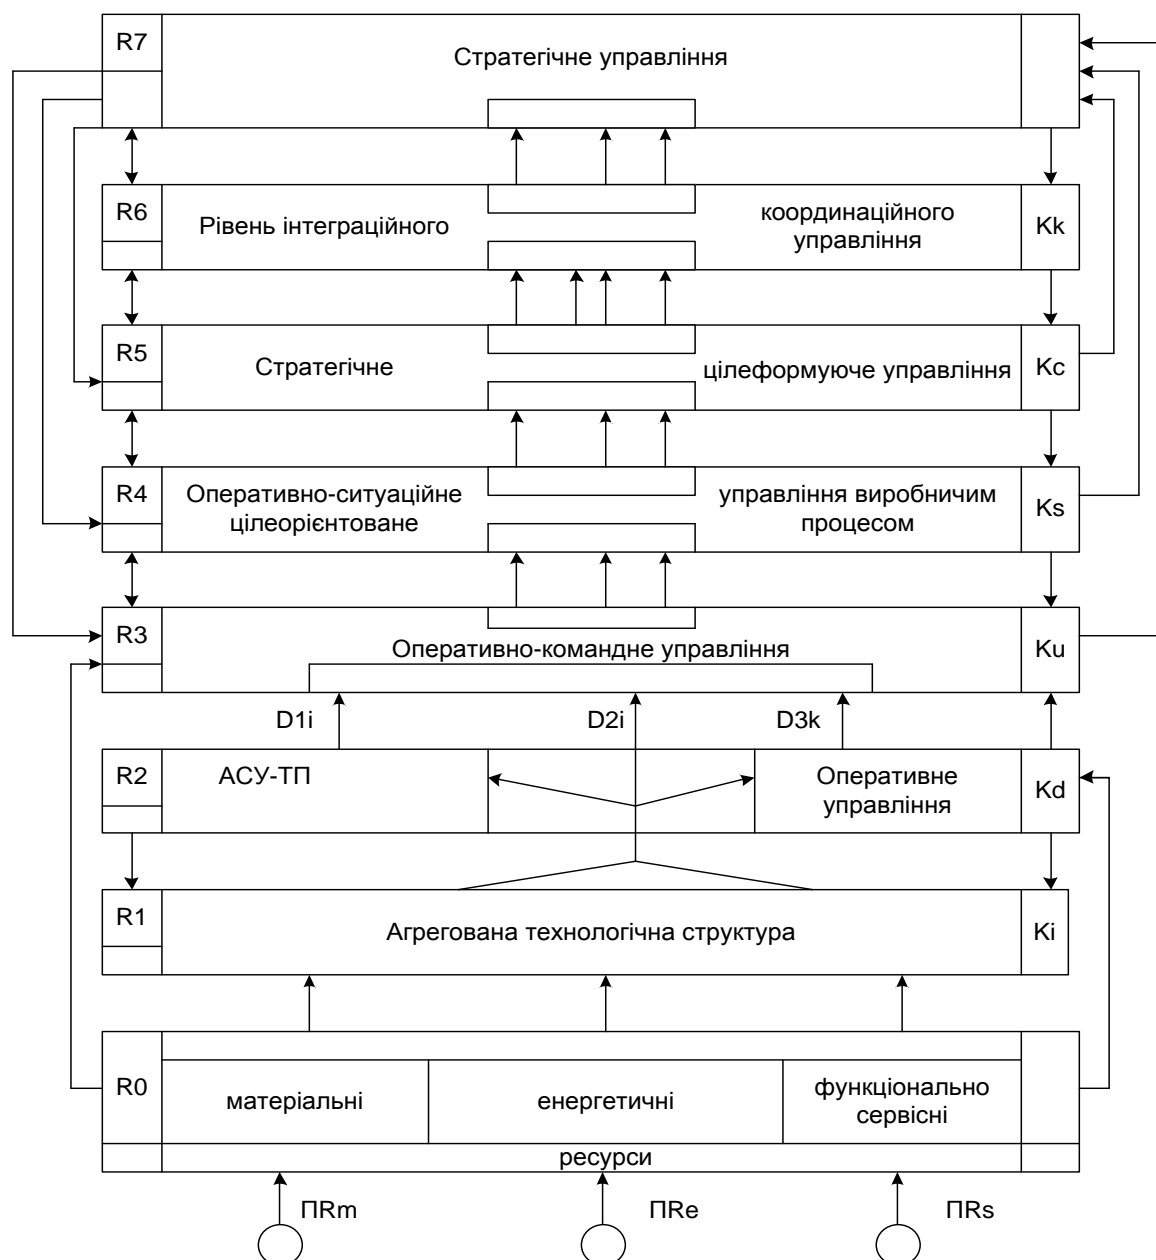 R7
Стратегічне управління
R6
Рівень інтеграційного
координаційного
управління
Kk
R5
Стратегічне
цілеформуюче управління
Kc
R4
Оперативно-ситуаційне
цілеорієнтоване
управління виробничим
процесом
Ks
R3
Оперативно-командне управління
Ku
D1i
D2i
D3k
R2
АСУ-ТП
Оперативне
управління
Kd
R1
Агрегована технологічна структура
Ki
R0
матеріальні
енергетичні
функціонально
сервісні
ресурси
ПRm
ПRe
ПRs